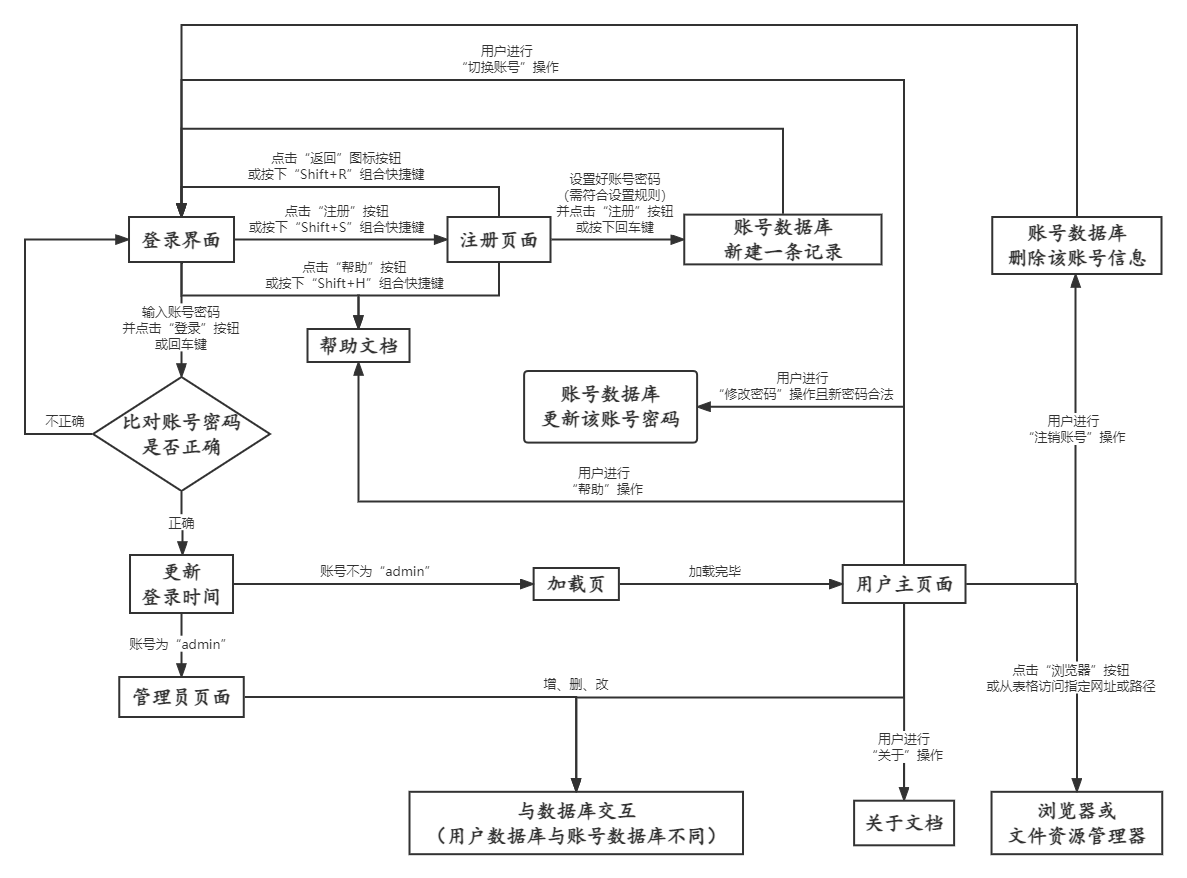 用户进行
“切换账号”操作
点击“返回”图标按钮
或按下“Shift+R”组合快捷键
设置好账号密码
（需符合设置规则）
并点击“注册”按钮
或按下回车键
点击“注册”按钮
或按下“Shift+S”组合快捷键
登录界面
注册页面
账号数据库
新建一条记录
账号数据库
删除该账号信息
点击“帮助”按钮
或按下“Shift+H”组合快捷键
输入账号密码
并点击“登录”按钮
或回车键
帮助文档
用户进行
“修改密码”操作且新密码合法
账号数据库
更新该账号密码
不正确
比对账号密码
是否正确
用户进行
“注销账号”操作
用户进行
“帮助”操作
正确
更新
登录时间
账号不为“admin”
加载页
加载完毕
用户主页面
账号为“admin”
点击“浏览器”按钮
或从表格访问指定网址或路径
管理员页面
增、删、改
用户进行
“关于”操作
与数据库交互
（用户数据库与账号数据库不同）
关于文档
浏览器或
文件资源管理器